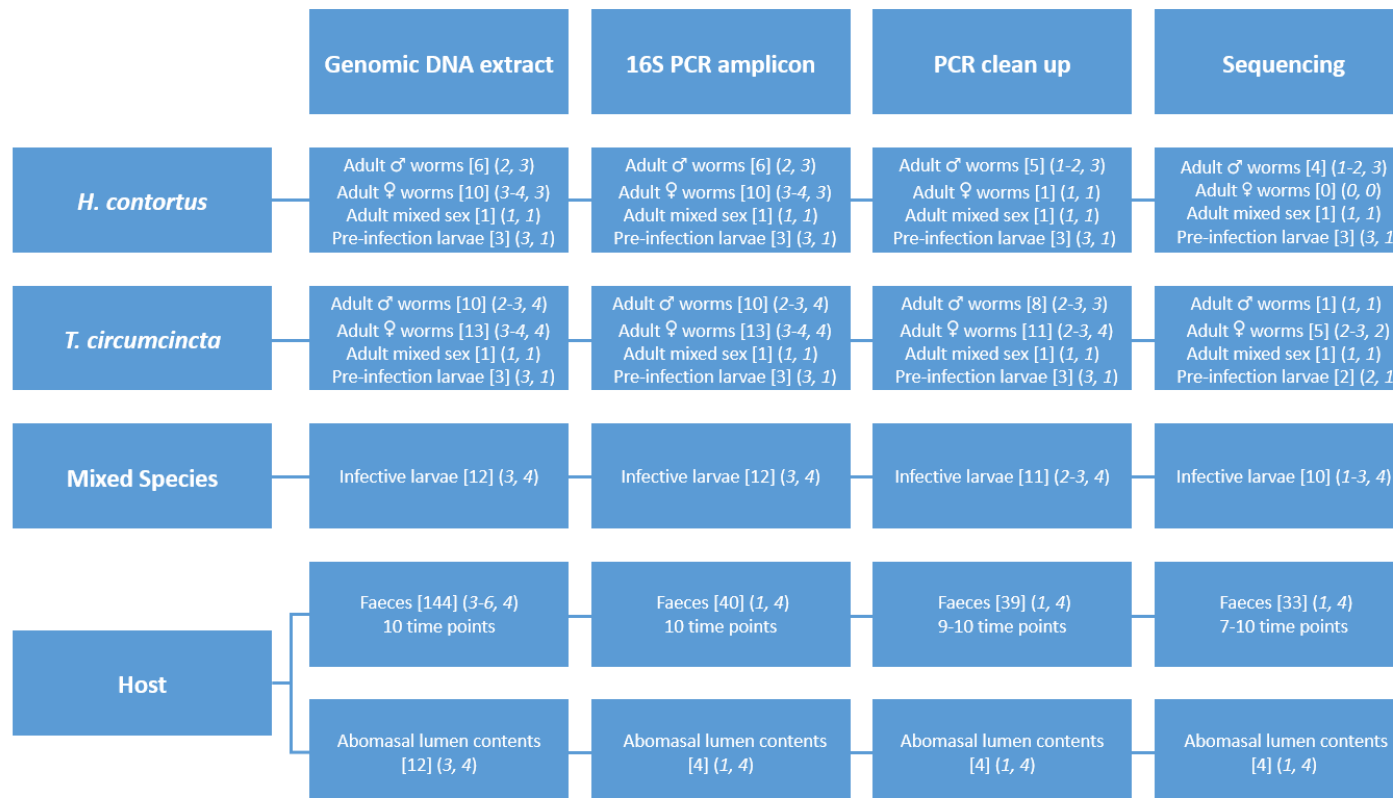 Genomic DNA extract
16S PCR amplicon
PCR clean up
Sequencing
H. contortus
Adult ♂ worms [6] (2, 3)
Adult ♀ worms [10] (3-4, 3)
Adult mixed sex [1] (1, 1)
Pre-infection larvae [3] (3, 1)
Adult ♂ worms [6] (2, 3)
Adult ♀ worms [10] (3-4, 3)
Adult mixed sex [1] (1, 1)
Pre-infection larvae [3] (3, 1)
Adult ♂ worms [5] (1-2, 3)
Adult ♀ worms [1] (1, 1)
Adult mixed sex [1] (1, 1)
Pre-infection larvae [3] (3, 1)
Adult ♂ worms [4] (1-2, 3)
Adult ♀ worms [0] (0, 0)
Adult mixed sex [1] (1, 1)
Pre-infection larvae [3] (3, 1
T. circumcincta
Adult ♂ worms [10] (2-3, 4)
Adult ♀ worms [13] (3-4, 4)
Adult mixed sex [1] (1, 1)
Pre-infection larvae [3] (3, 1)
Adult ♂ worms [10] (2-3, 4)
Adult ♀ worms [13] (3-4, 4)
Adult mixed sex [1] (1, 1)
Pre-infection larvae [3] (3, 1)
Adult ♂ worms [8] (2-3, 3)
Adult ♀ worms [11] (2-3, 4)
Adult mixed sex [1] (1, 1)
Pre-infection larvae [3] (3, 1)
Adult ♂ worms [1] (1, 1)
Adult ♀ worms [5] (2-3, 2)
Adult mixed sex [1] (1, 1)
Pre-infection larvae [2] (2, 1
Mixed Species
Infective larvae [12] (3, 4)
Infective larvae [12] (3, 4)
Infective larvae [11] (2-3, 4)
Infective larvae [10] (1-3, 4)
Host
Faeces [144] (3-6, 4)
10 time points
Faeces [40] (1, 4)
10 time points
Faeces [39] (1, 4)
9-10 time points
Faeces [33] (1, 4)
7-10 time points
Abomasal lumen contents
[12] (3, 4)
Abomasal lumen contents
[4] (1, 4)
Abomasal lumen contents
[4] (1, 4)
Abomasal lumen contents
[4] (1, 4)